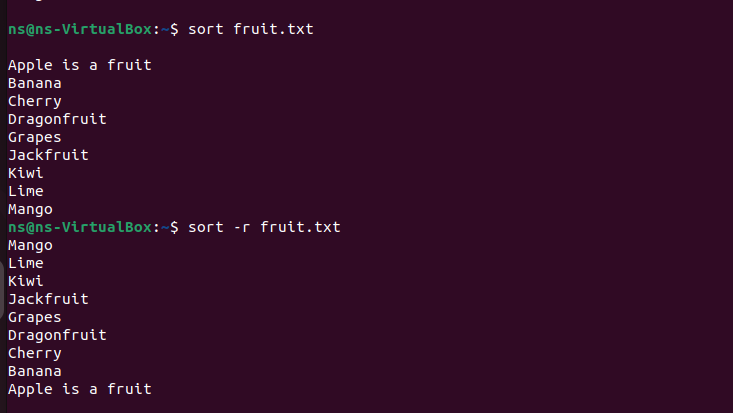 ns@ns-VirtualBox:~$ sort fruit.txt

Apple is a fruit
Banana
Cherry
Dragonfruit
Grapes
Jackfruit
Kiwi
Lime
Mango
ns@ns-VirtualBox:~$ sort -r fruit.txt
Mango
Lime
Kiwi
Jackfruit
Grapes
Dragonfruit
Cherry
Banana
Apple is a fruit